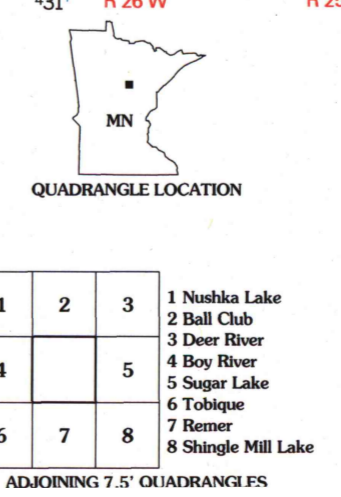 431' R 26 W R 25
MN
QUADRANGLE LOCATION
1 2 3
4 5
6 7 8
1 Nushka Lake
2 Ball Club
3 Deer River
4 Boy River
5 Sugar Lake
6 Tobique
7 Remer
8 Shingle Mill Lake
ADJOINING 7.5' QUADRANGLES